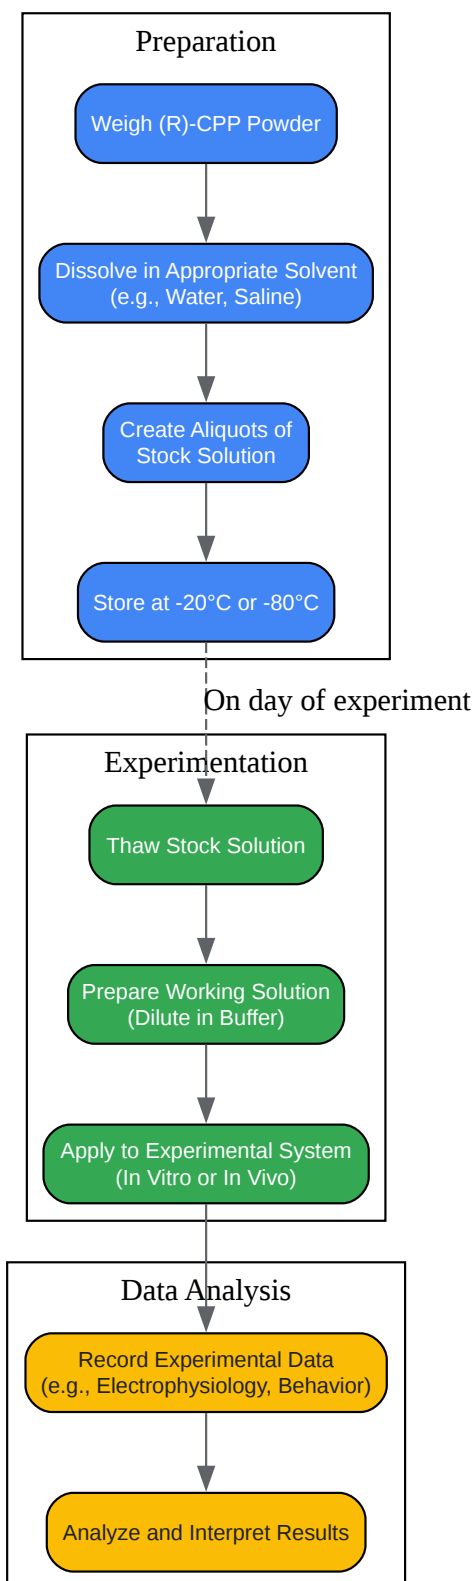 Preparation
Weigh (R)-CPP Powder
Dissolve in Appropriate Solvent
(e.g., Water, Saline)
Create Aliquots of
Stock Solution
Store at -20°C or -80°C
On day of experiment
Experimentation
Thaw Stock Solution
Prepare Working Solution
(Dilute in Buffer)
Apply to Experimental System
(In Vitro or In Vivo)
Data Analysis
Record Experimental Data
(e.g., Electrophysiology, Behavior)
Analyze and Interpret Results